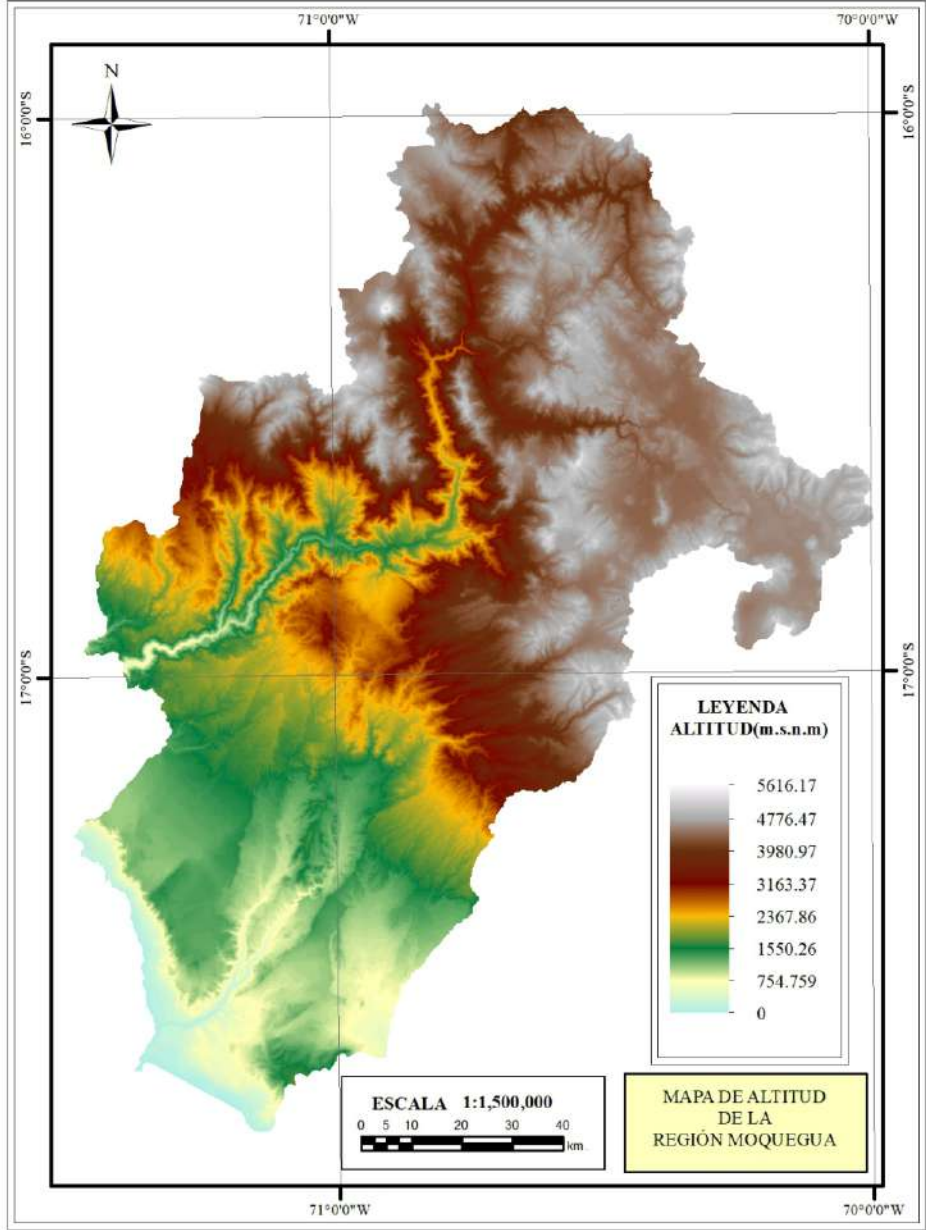 71°0'0"W
70°0'0"W
N
16°0'0"S
16°0'0"S
17°0'0"S
17°0'0"S
LEYENDA
ALTITUD(m.s.n.m)
5616.17
4776.47
3980.97
3163.37
2367.86
1550.26
754.759
0
ESCALA 1:1,500,000
0 5 10 20 30 40
km
MAPA DE ALTITUD
DE LA
REGIÓN MOQUEGUA
71°0'0"W
70°0'0"W